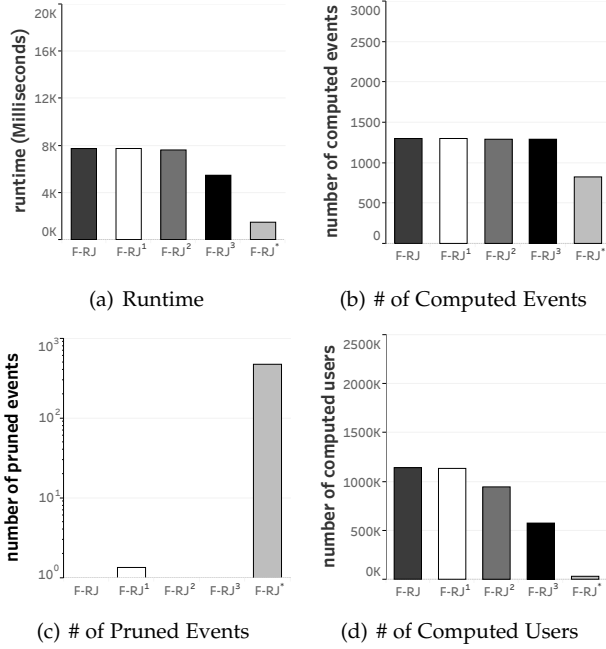 runtime (Milliseconds)
20K
16K
12K
8K
4K
0K
F-RJ F-RJ¹ F-RJ² F-RJ³ F-RJ*
(a) Runtime
number of computed events
3000
2500
2000
1500
1000
500
0
F-RJ F-RJ¹ F-RJ² F-RJ³ F-RJ*
(b) # of Computed Events
number of pruned events
10³
10²
10¹
10⁰
F-RJ F-RJ¹ F-RJ² F-RJ³ F-RJ*
(c) # of Pruned Events
number of computed users
2500K
2000K
1500K
1000K
500K
0K
F-RJ F-RJ¹ F-RJ² F-RJ³ F-RJ*
(d) # of Computed Users